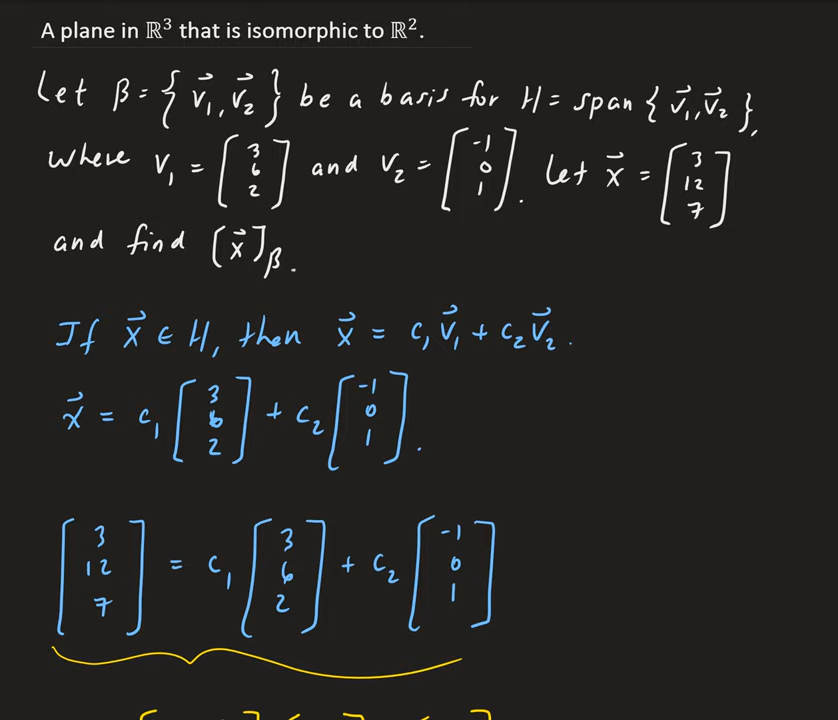 A plane in ℝ³ that is isomorphic to ℝ².
Let β = { v⃗₁, v⃗₂ } be a basis for H = span { v⃗₁, v⃗₂ },
where v₁ = [3 6 2] and v₂ = [-1 0 1]. Let x⃗ = [3 12 7]
and find [x⃗]β.
If x⃗ ∈ H, then x⃗ = c₁v⃗₁ + c₂v⃗₂.
x⃗ = c₁ [3 6 2] + c₂ [-1 0 1].
[3 12 7] = c₁ [3 6 2] + c₂ [-1 0 1]